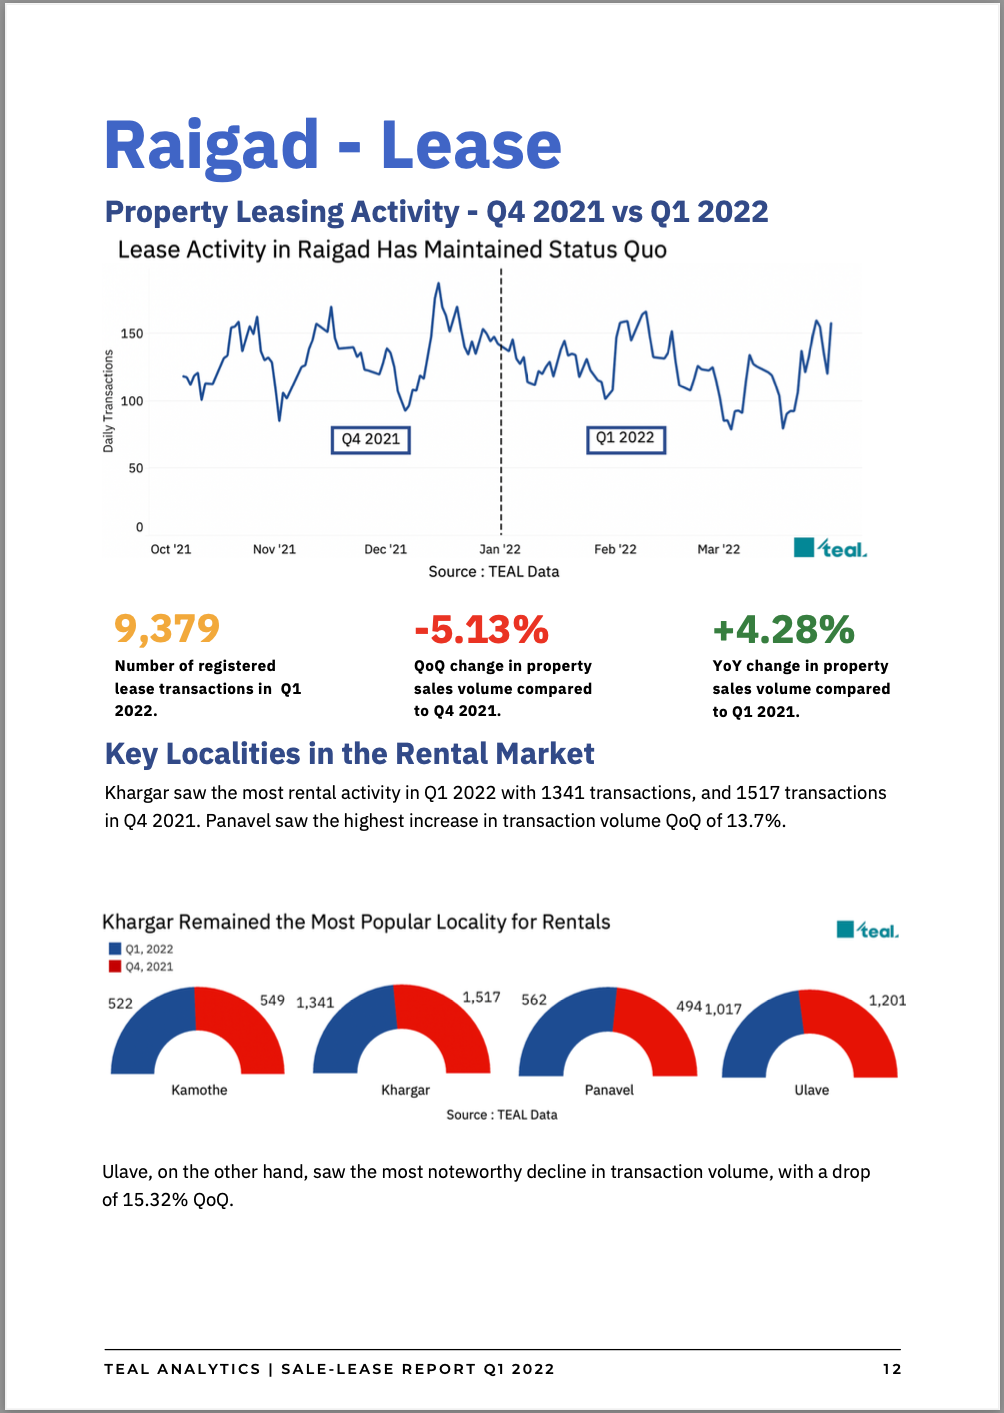 Raigad - Lease
Property Leasing Activity - Q4 2021 vs Q1 2022
Lease Activity in Raigad Has Maintained Status Quo
Daily Transactions
150
100
50
0
Q4 2021
Q1 2022
Oct '21 Nov '21 Dec '21 Jan '22 Feb '22 Mar '22
teal.
Source : TEAL Data
9,379
Number of registered
lease transactions in Q1
2022.
-5.13%
QoQ change in property
sales volume compared
to Q4 2021.
+4.28%
YoY change in property
sales volume compared
to Q1 2021.
Key Localities in the Rental Market
Khargar saw the most rental activity in Q1 2022 with 1341 transactions, and 1517 transactions
in Q4 2021. Panavel saw the highest increase in transaction volume QoQ of 13.7%.
Khargar Remained the Most Popular Locality for Rentals
teal.
Q1, 2022
Q4, 2021
522 549 1,341 1,517 562 494 1,017 1,201
Kamothe Khargar Panavel Ulave
Source : TEAL Data
Ulave, on the other hand, saw the most noteworthy decline in transaction volume, with a drop
of 15.32% QoQ.
TEAL ANALYTICS | SALE-LEASE REPORT Q1 2022 12